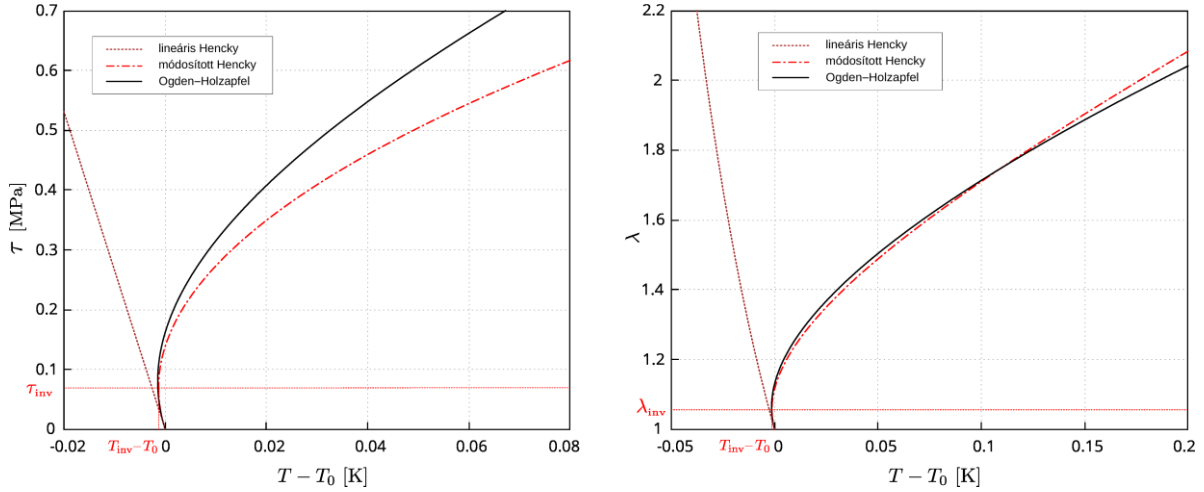 0.7
0.6
0.5
0.4
0.3
0.2
0.1
0
τ [MPa]
τinv
lineáris Hencky
módosított Hencky
Ogden–Holzapfel
-0.02
Tinv−T0
0
0.02
0.04
0.06
0.08
T − T0 [K]
2.2
2
1.8
1.6
1.4
1.2
1
λ
λinv
lineáris Hencky
módosított Hencky
Ogden–Holzapfel
-0.05
Tinv−T0
0
0.05
0.1
0.15
0.2
T − T0 [K]